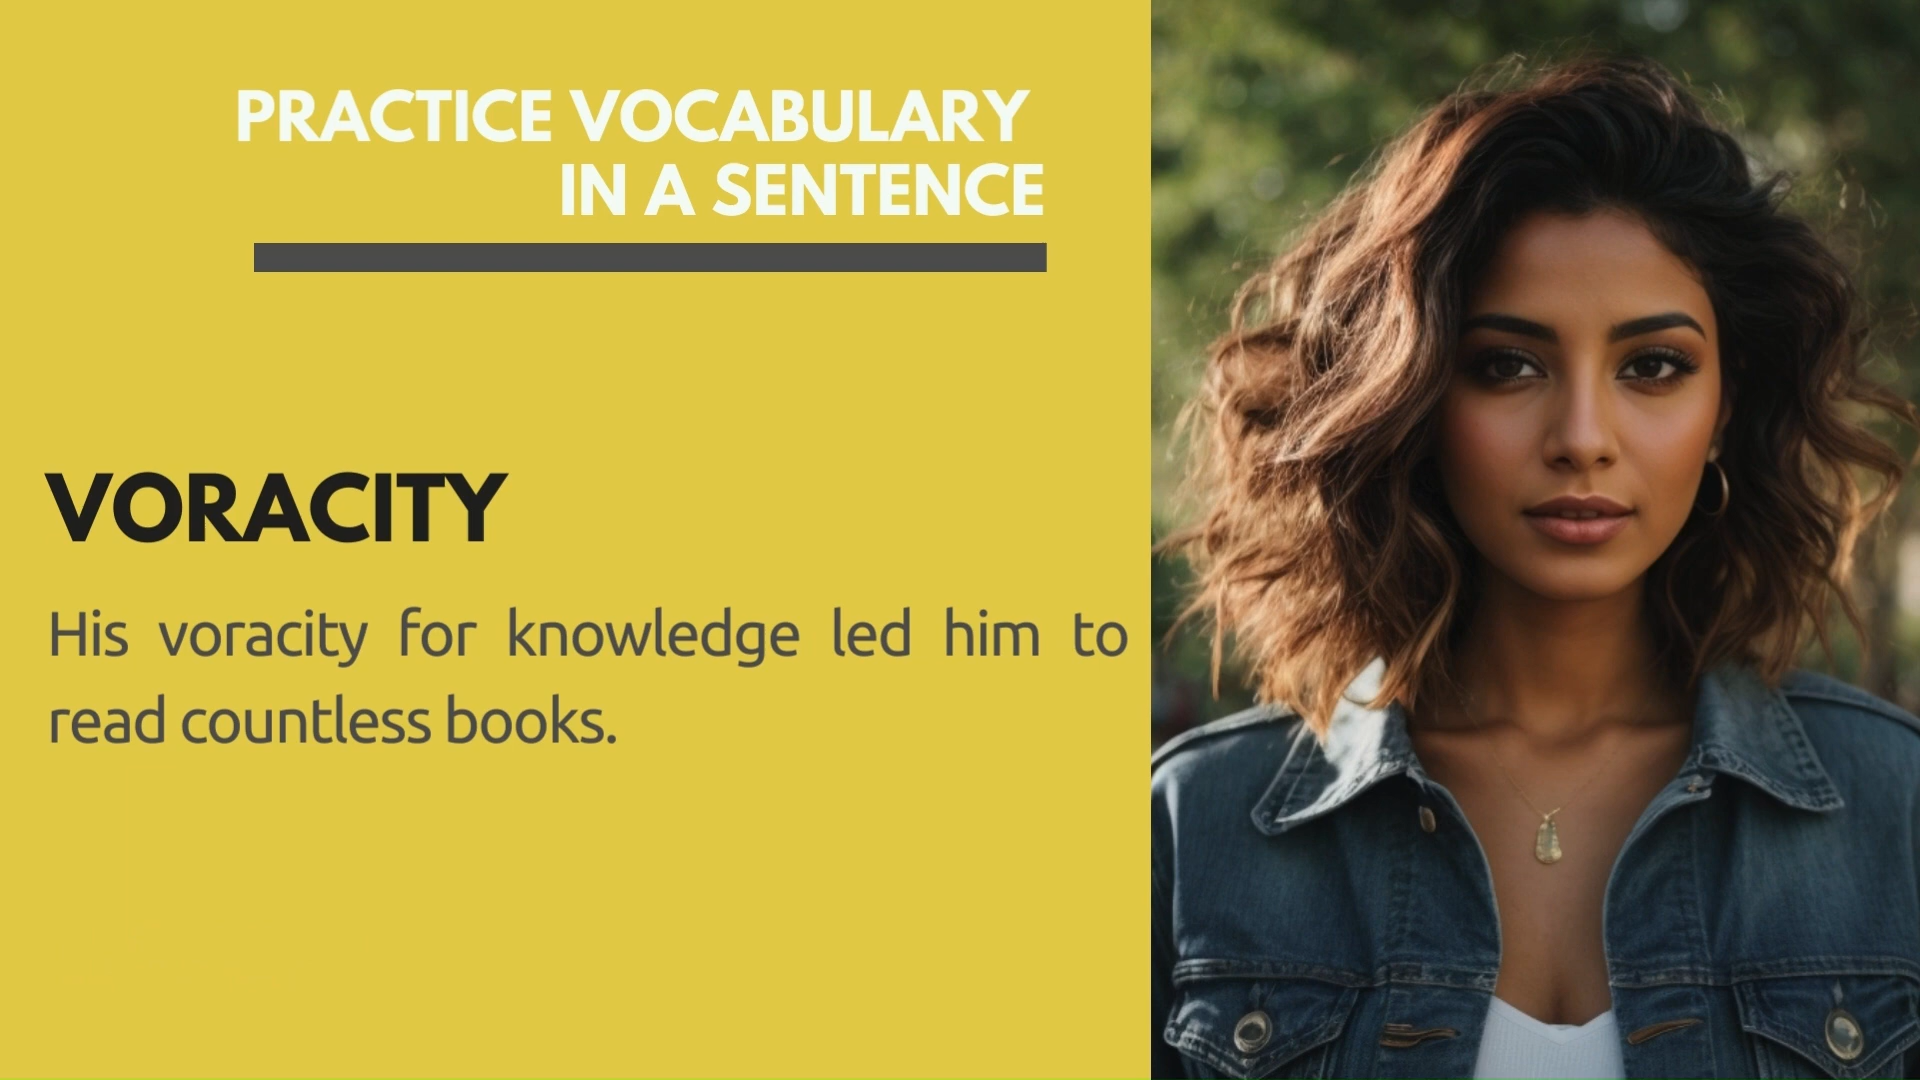 PRACTICE VOCABULARY
IN A SENTENCE
VORACITY
His voracity for knowledge led him to
read countless books.